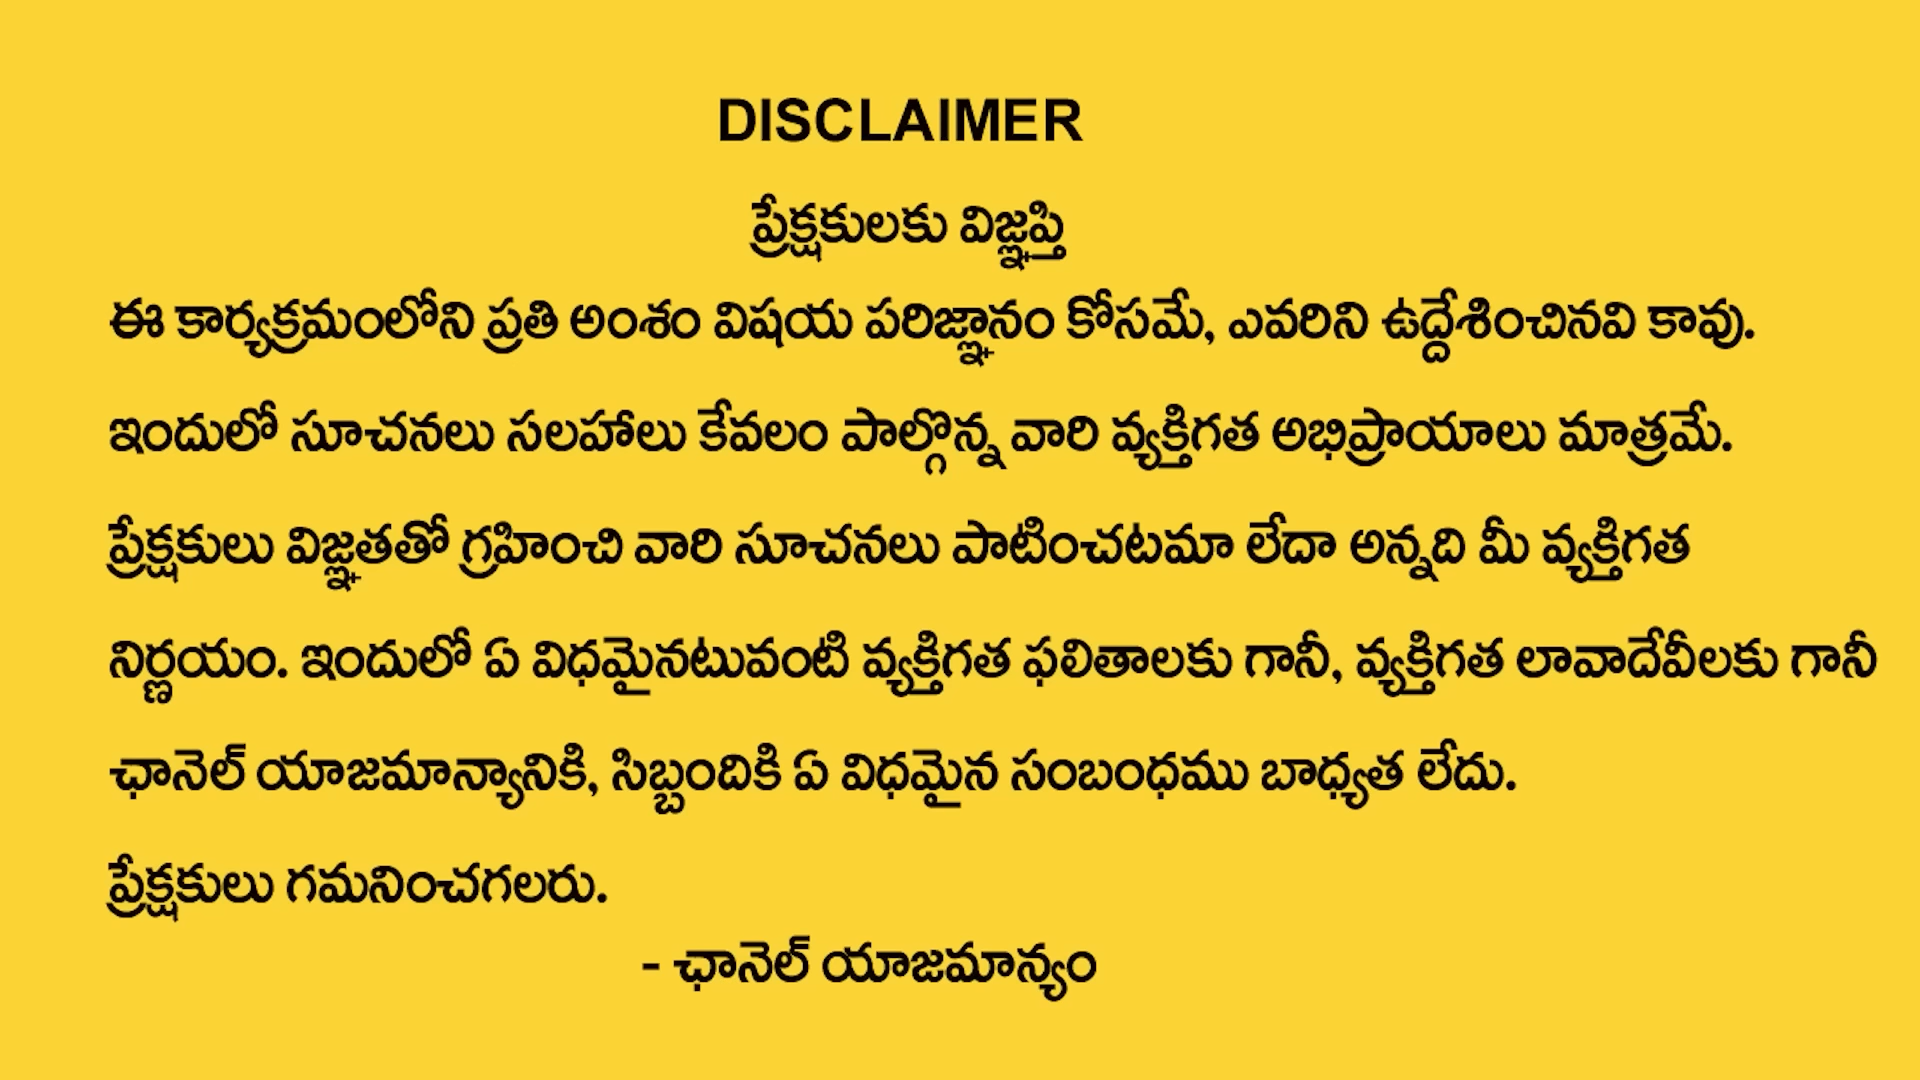 DISCLAIMER
ప్రేక్షకులకు విజ్ఞప్తి
ఈ కార్యక్రమంలోని ప్రతి అంశం విషయ పరిజ్ఞానం కోసమే, ఎవరిని ఉద్దేశించినవి కావు.
ఇందులో సూచనలు సలహాలు కేవలం పాల్గొన్న వారి వ్యక్తిగత అభిప్రాయాలు మాత్రమే.
ప్రేక్షకులు విజ్ఞతతో గ్రహించి వారి సూచనలు పాటించటమా లేదా అన్నది మీ వ్యక్తిగత
నిర్ణయం. ఇందులో ఏ విధమైనటువంటి వ్యక్తిగత ఫలితాలకు గానీ, వ్యక్తిగత లావాదేవీలకు గానీ
ఛానెల్ యాజమాన్యానికి, సిబ్బందికి ఏ విధమైన సంబంధము బాధ్యత లేదు.
ప్రేక్షకులు గమనించగలరు.
- ఛానెల్ యాజమాన్యం